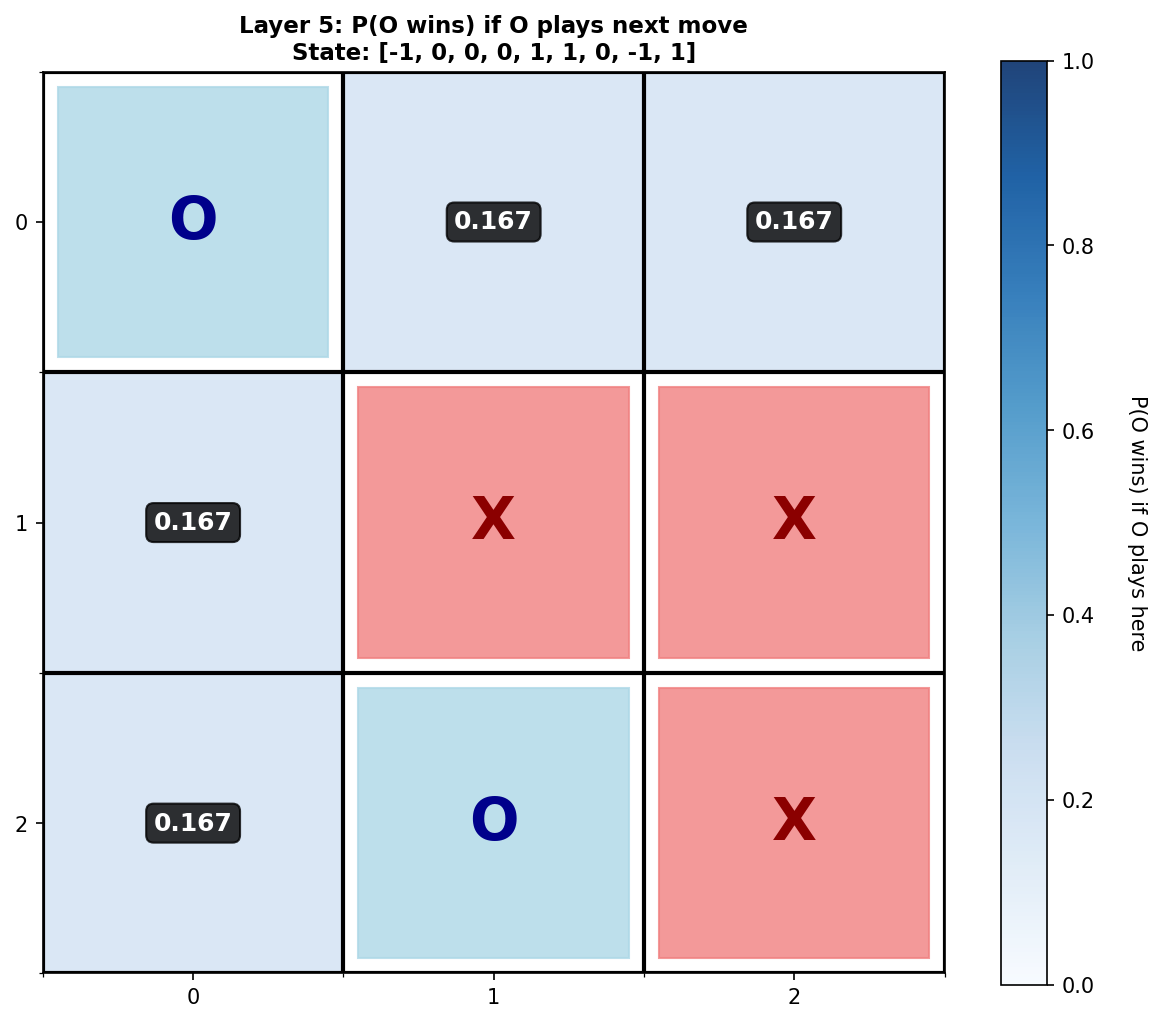 Layer 5: P(O wins) if O plays next move
State: [-1, 0, 0, 0, 1, 1, 0, -1, 1]
O
0.167
0.167
0.167
X
X
0.167
O
X
0
1
2
0
1
2
1.0
0.8
0.6
0.4
0.2
0.0
P(O wins) if O plays here